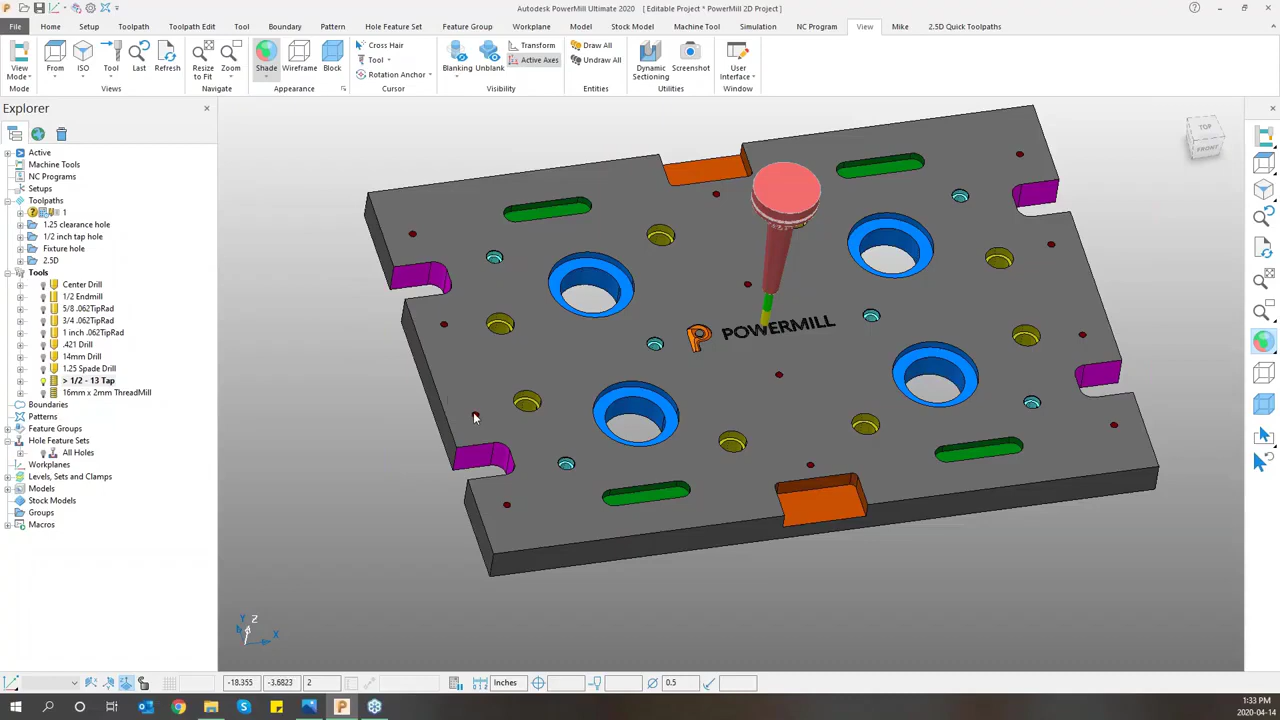 Autodesk PowerMill Ultimate 2020    [ Editable Project * PowerMill 2D Project ]
File Home Setup Toolpath Toolpath Edit Tool Boundary Pattern Feature Group Workplane Model Stock Model Machine Tool Simulation NC Program View Mike 2.5D Quick Toolpaths
View Mode From ISO Tool Last Refresh Resize to Fit Zoom Shade Wireframe Block Cross Hair Tool Rotation Anchor Blanking Unblank Transform Active Axes Draw All Undraw All Dynamic Sectioning Screenshot User Interface
Mode Views Navigate Appearance Cursor Visibility Entities Utilities Window
Explorer
Active
Machine Tools
NC Programs
Setups
Toolpaths
1
1.25 clearance hole
1/2 inch tap hole
Fixture hole
2.5D
Tools
Center Drill
1/2 Endmill
5/8 .062TipRad
3/4 .062TipRad
1 inch .062TipRad
.421 Drill
14mm Drill
1.25 Spade Drill
> 1/2 - 13 Tap
16mm x 2mm ThreadMill
Boundaries
Patterns
Feature Groups
Hole Feature Sets
All Holes
Workplanes
Levels, Sets and Clamps
Models
Stock Models
Groups
Macros
TOP
FRONT
P POWERMILL
Y Z X
-18.355 -3.6823 2 Inches 0.5
1:33 PM
2020-04-14